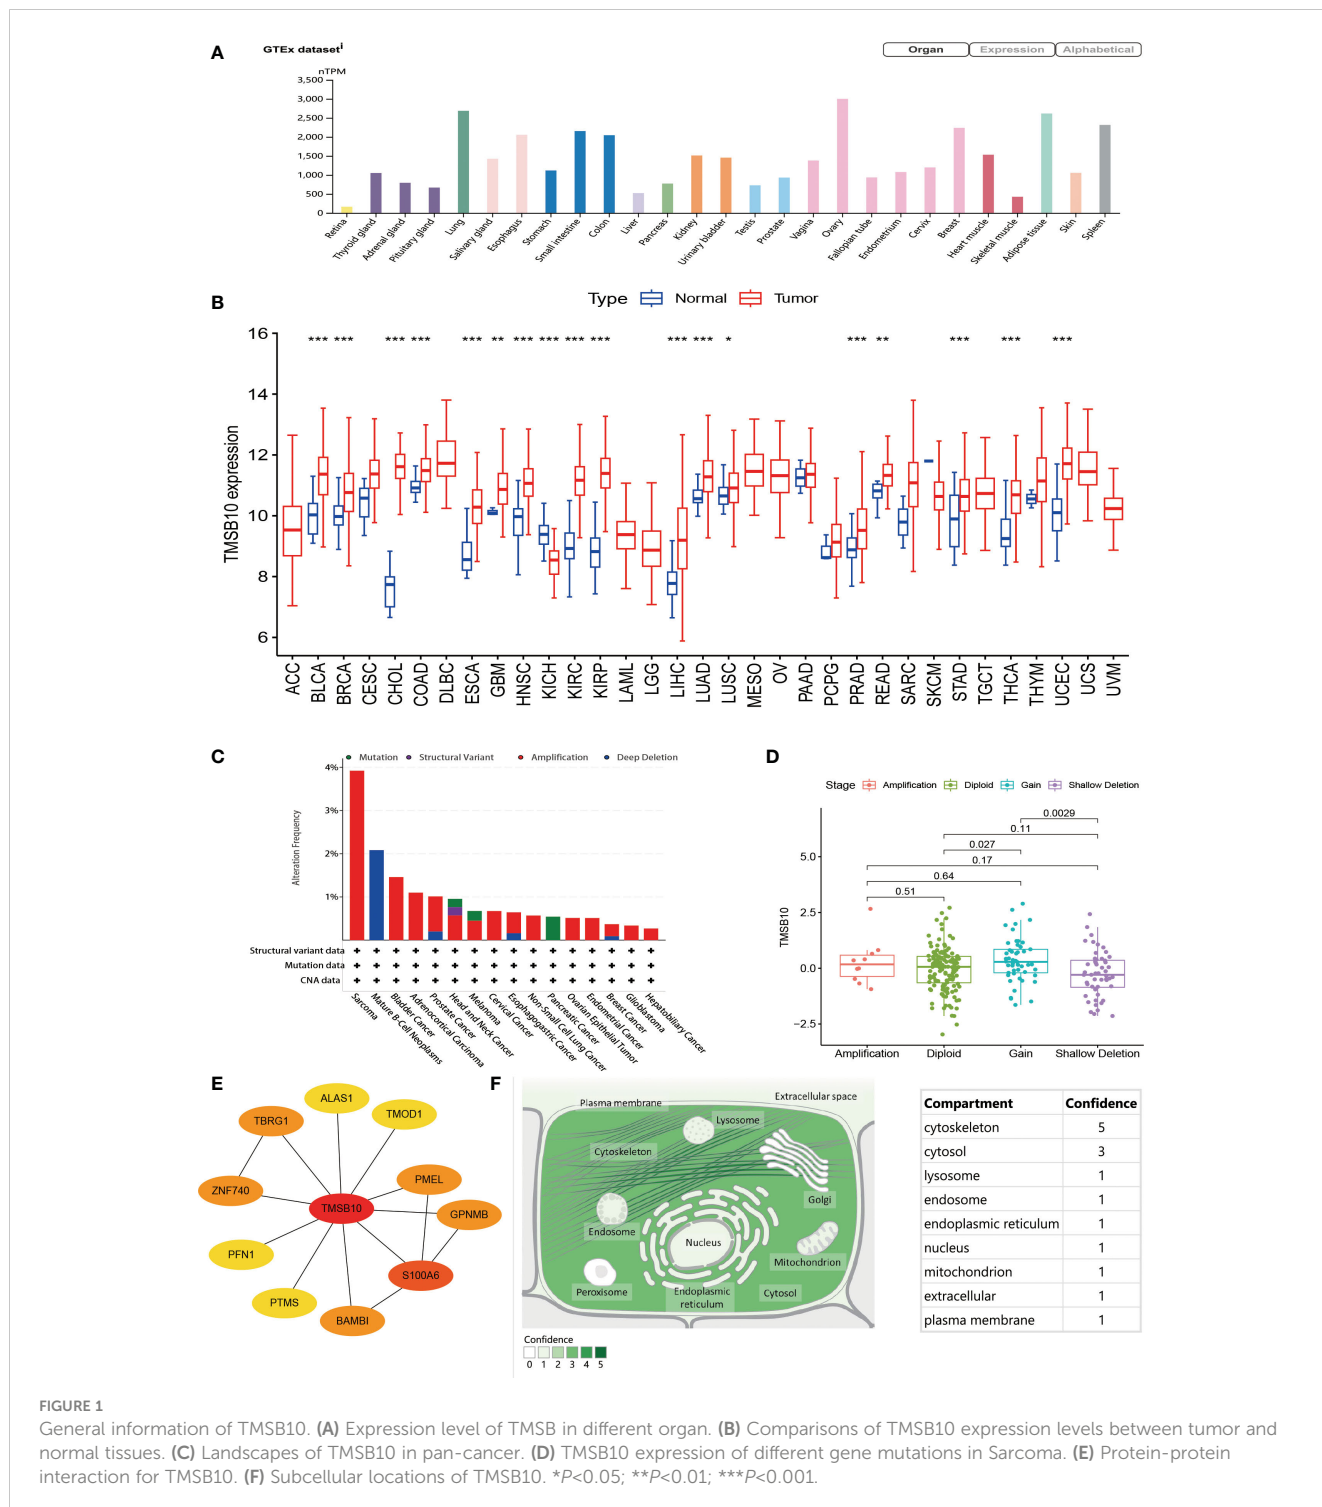 A
GTEx dataset i
Organ Expression Alphabetical
nTPM
3,500
3,000
2,500
2,000
1,500
1,000
500
0
Retina
Thyroid gland
Adrenal gland
Pituitary gland
Lung
Salivary gland
Esophagus
Stomach
Small intestine
Colon
Liver
Pancreas
Kidney
Urinary bladder
Testis
Prostate
Vagina
Ovary
Fallopian tube
Endometrium
Cervix
Breast
Heart muscle
Skeletal muscle
Adipose tissue
Skin
Spleen
B
Type Normal Tumor
TMSB10 expression
16
14
12
10
8
6
*** *** *** *** *** ** *** *** *** *** *** *** * *** ** *** *** ***
ACC
BLCA
BRCA
CESC
CHOL
COAD
DLBC
ESCA
GBM
HNSC
KICH
KIRC
KIRP
LAML
LGG
LIHC
LUAD
LUSC
MESO
OV
PAAD
PCPG
PRAD
READ
SARC
SKCM
STAD
TGCT
THCA
THYM
UCEC
UCS
UVM
C
Mutation Structural Variant Amplification Deep Deletion
Alteration Frequency
4%
3%
2%
1%
Structural variant data + + + + + + + + + + + + + + + +
Mutation data + + + + + + + + + + + + + + + +
CNA data + + + + + + + + + + + + + + + +
Sarcoma
Mature B-Cell Neoplasms
Bladder Cancer
Adrenocortical Carcinoma
Prostate Cancer
Head and Neck Cancer
Melanoma
Cervical Cancer
Esophagogastric Cancer
Non-Small Cell Lung Cancer
Pancreatic Cancer
Ovarian Epithelial Tumor
Endometrial Cancer
Breast Cancer
Glioblastoma
Hepatobiliary Cancer
D
Stage Amplification Diploid Gain Shallow Deletion
0.0029
0.11
0.027
0.17
0.64
0.51
TMSB10
5.0
2.5
0.0
−2.5
Amplification Diploid Gain Shallow Deletion
E
ALAS1
TMOD1
TBRG1
PMEL
ZNF740
TMSB10
GPNMB
PFN1
S100A6
PTMS
BAMBI
F
Plasma membrane
Extracellular space
Lysosome
Cytoskeleton
Golgi
Endosome
Nucleus
Mitochondrion
Peroxisome
Endoplasmic
reticulum
Cytosol
Confidence
0 1 2 3 4 5
Compartment Confidence
cytoskeleton 5
cytosol 3
lysosome 1
endosome 1
endoplasmic reticulum 1
nucleus 1
mitochondrion 1
extracellular 1
plasma membrane 1
FIGURE 1
General information of TMSB10. (A) Expression level of TMSB in different organ. (B) Comparisons of TMSB10 expression levels between tumor and
normal tissues. (C) Landscapes of TMSB10 in pan-cancer. (D) TMSB10 expression of different gene mutations in Sarcoma. (E) Protein-protein
interaction for TMSB10. (F) Subcellular locations of TMSB10. *P<0.05; **P<0.01; ***P<0.001.